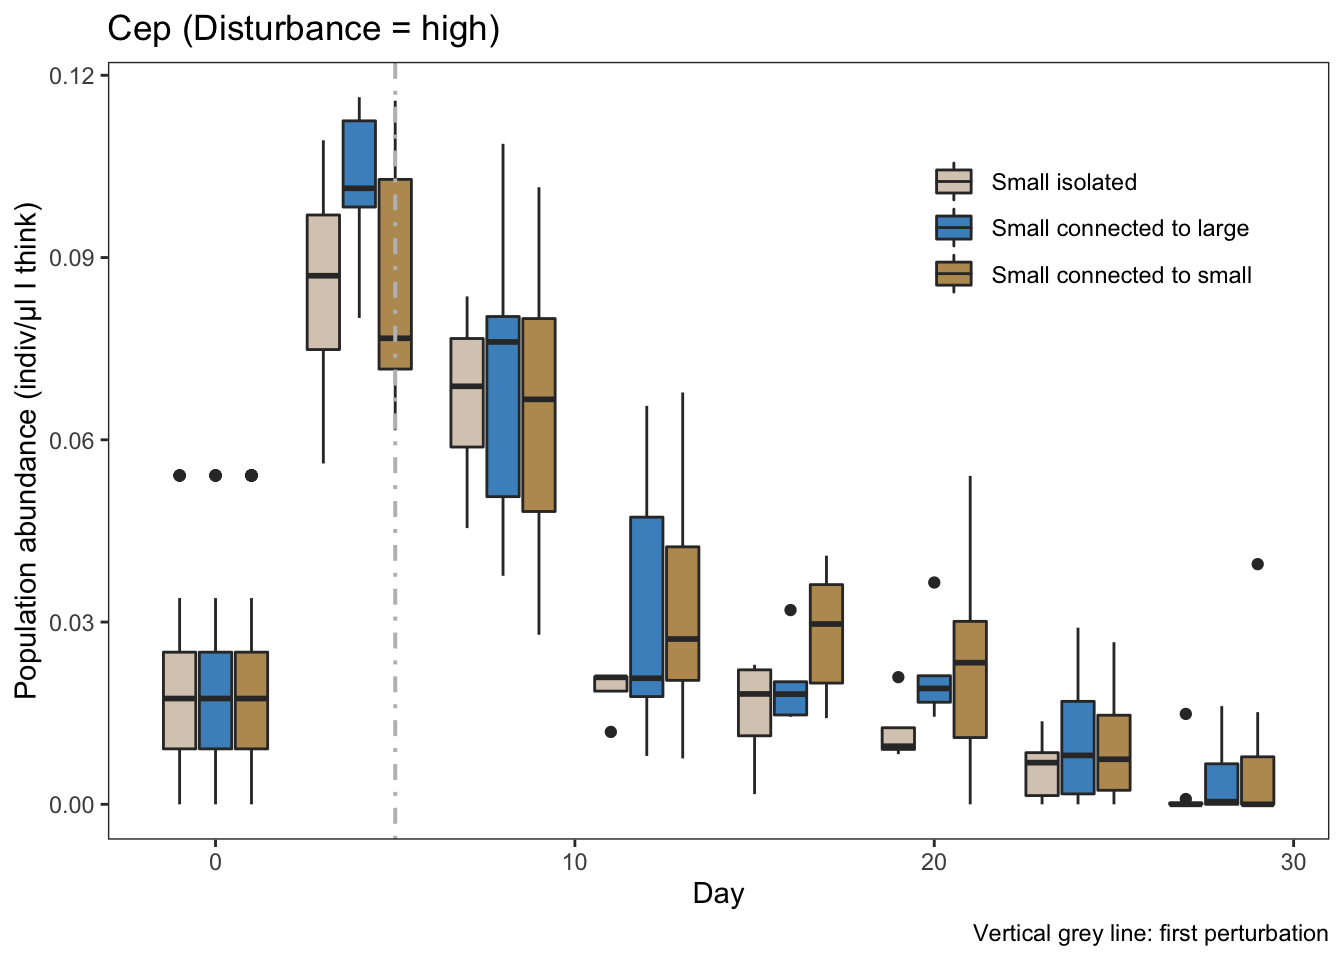 Cep (Disturbance = high)
Population abundance (indiv/µl I think)
0.12
0.09
0.06
0.03
0.00
Small isolated
Small connected to large
Small connected to small
0 10 20 30
Day
Vertical grey line: first perturbation